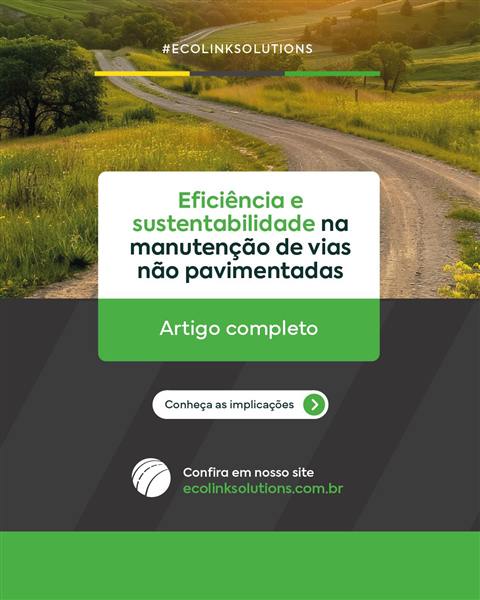 #ECOLINKSOLUTIONS
Eficiência e
sustentabilidade na
manutenção de vias
não pavimentadas
Artigo completo
Conheça as implicações
Confira em nosso site
ecolinksolutions.com.br